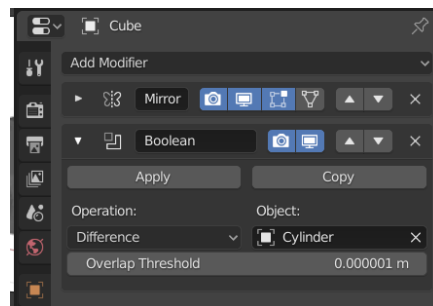 Cube
Add Modifier
Mirror
Boolean
Apply Copy
Operation: Object:
Difference Cylinder
Overlap Threshold 0.000001 m